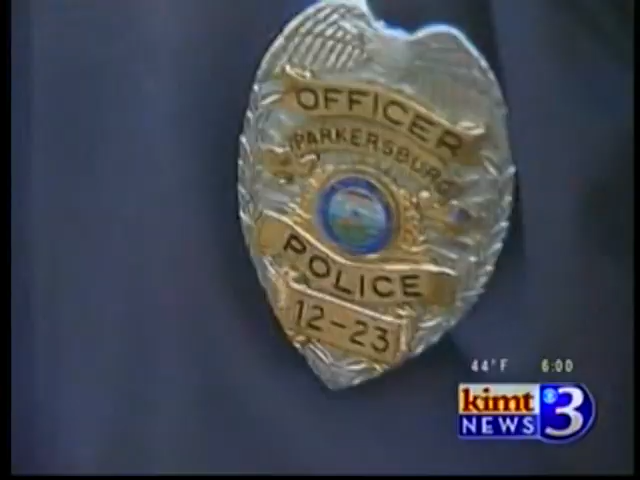 OFFICER
PARKERSBURG
POLICE
12-23
44°F 6:00
kimt
NEWS 3